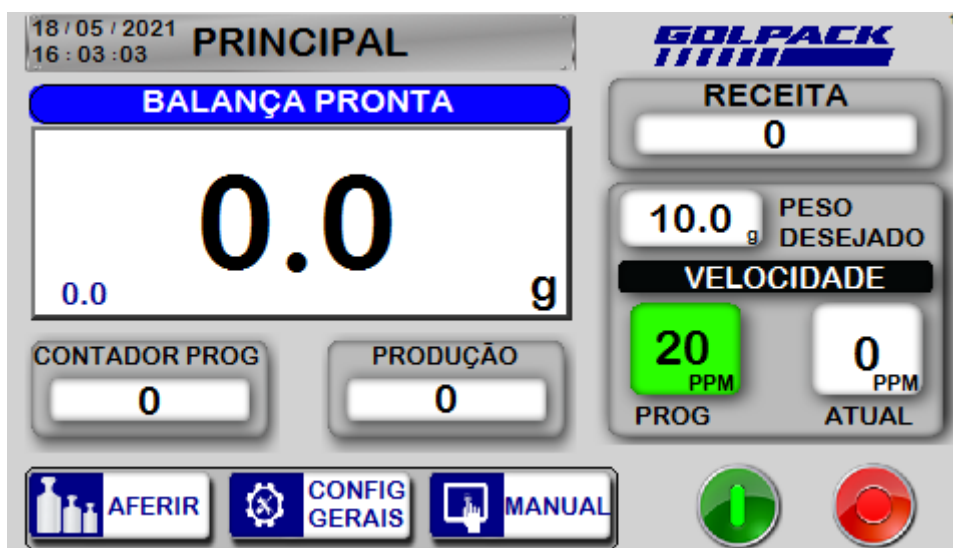 18 / 05 / 2021
16 : 03 : 03
PRINCIPAL
GOLPACK
BALANÇA PRONTA
0.0
0.0
g
RECEITA
0
10.0 g
PESO
DESEJADO
VELOCIDADE
20
PPM
PROG
0
PPM
ATUAL
CONTADOR PROG
0
PRODUÇÃO
0
AFERIR
CONFIG
GERAIS
MANUAL